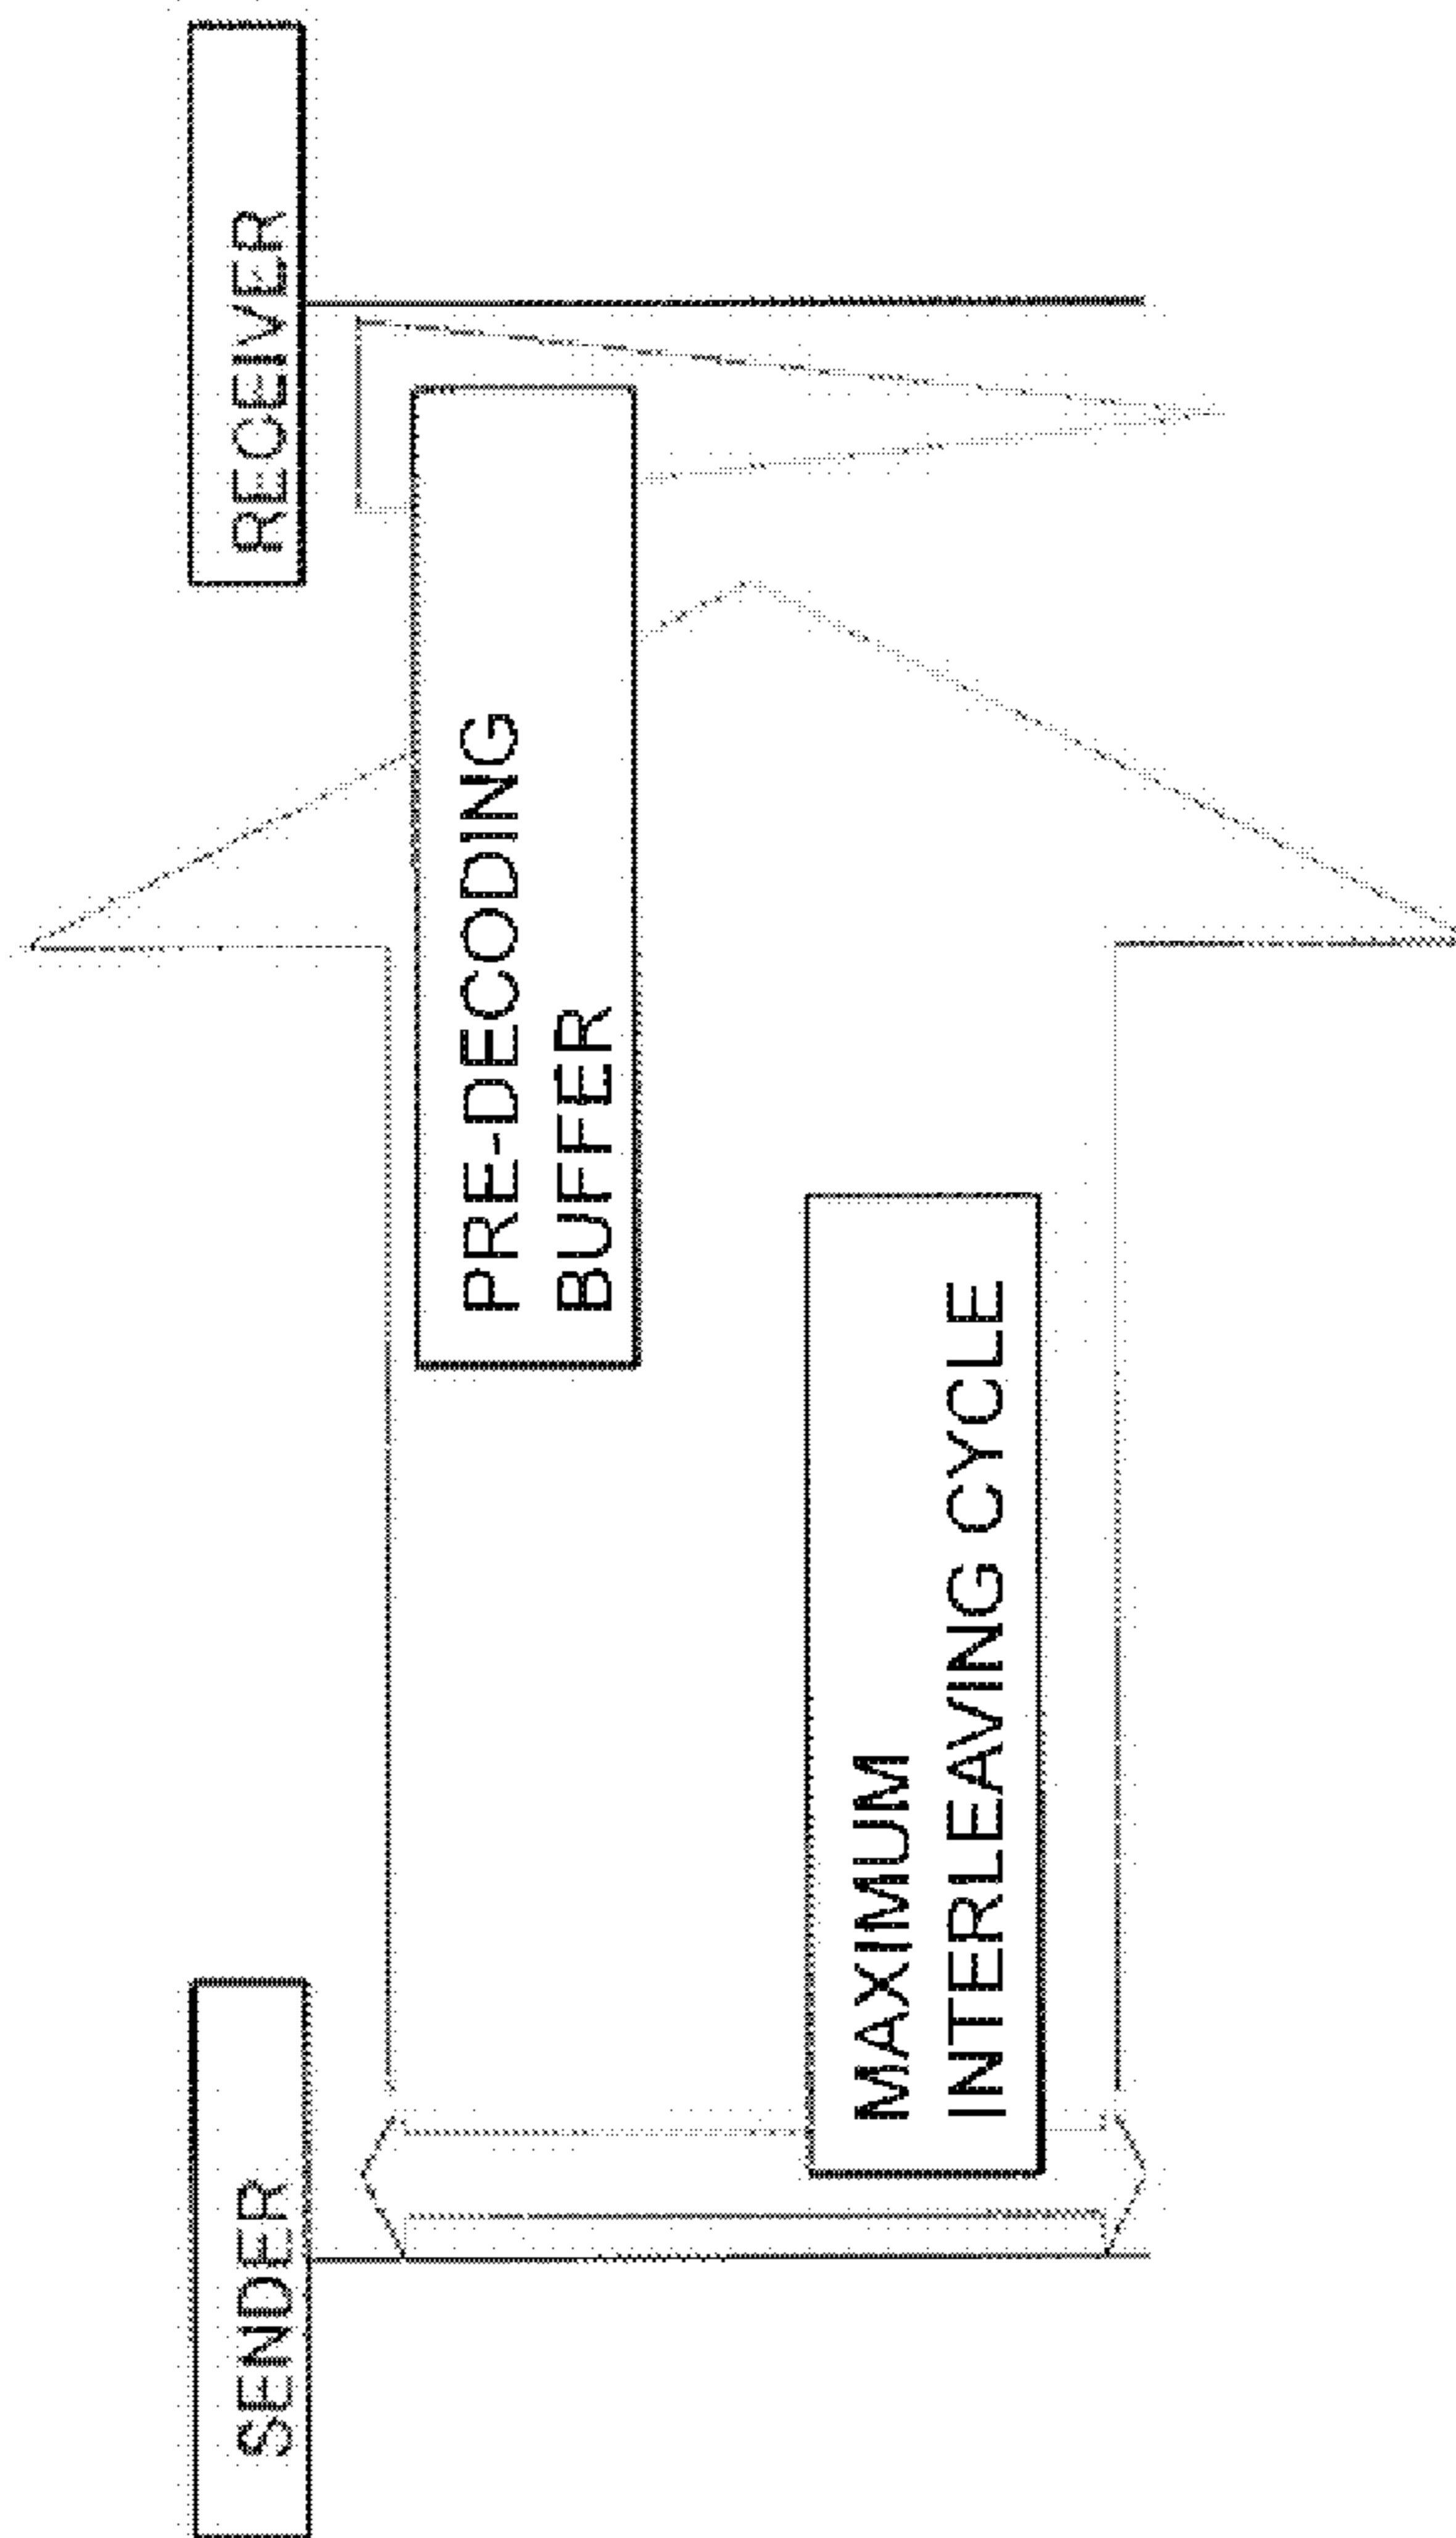 SENDER
RECEIVER
PRE-DECODING
BUFFER
MAXIMUM
INTERLEAVING CYCLE